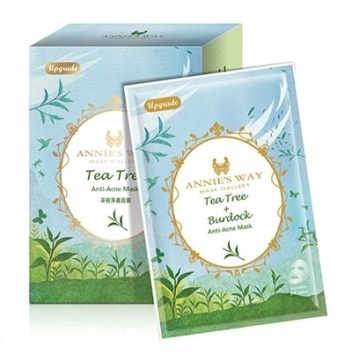 Upgrade
ANNIE'S WAY
MASK GALLERY
Tea Tree
Anti-Acne Mask
茶樹淨膚面膜
Upgrade
ANNIE'S WAY
MASK GALLERY
Tea Tree
+
Burdock
Anti-Acne Mask